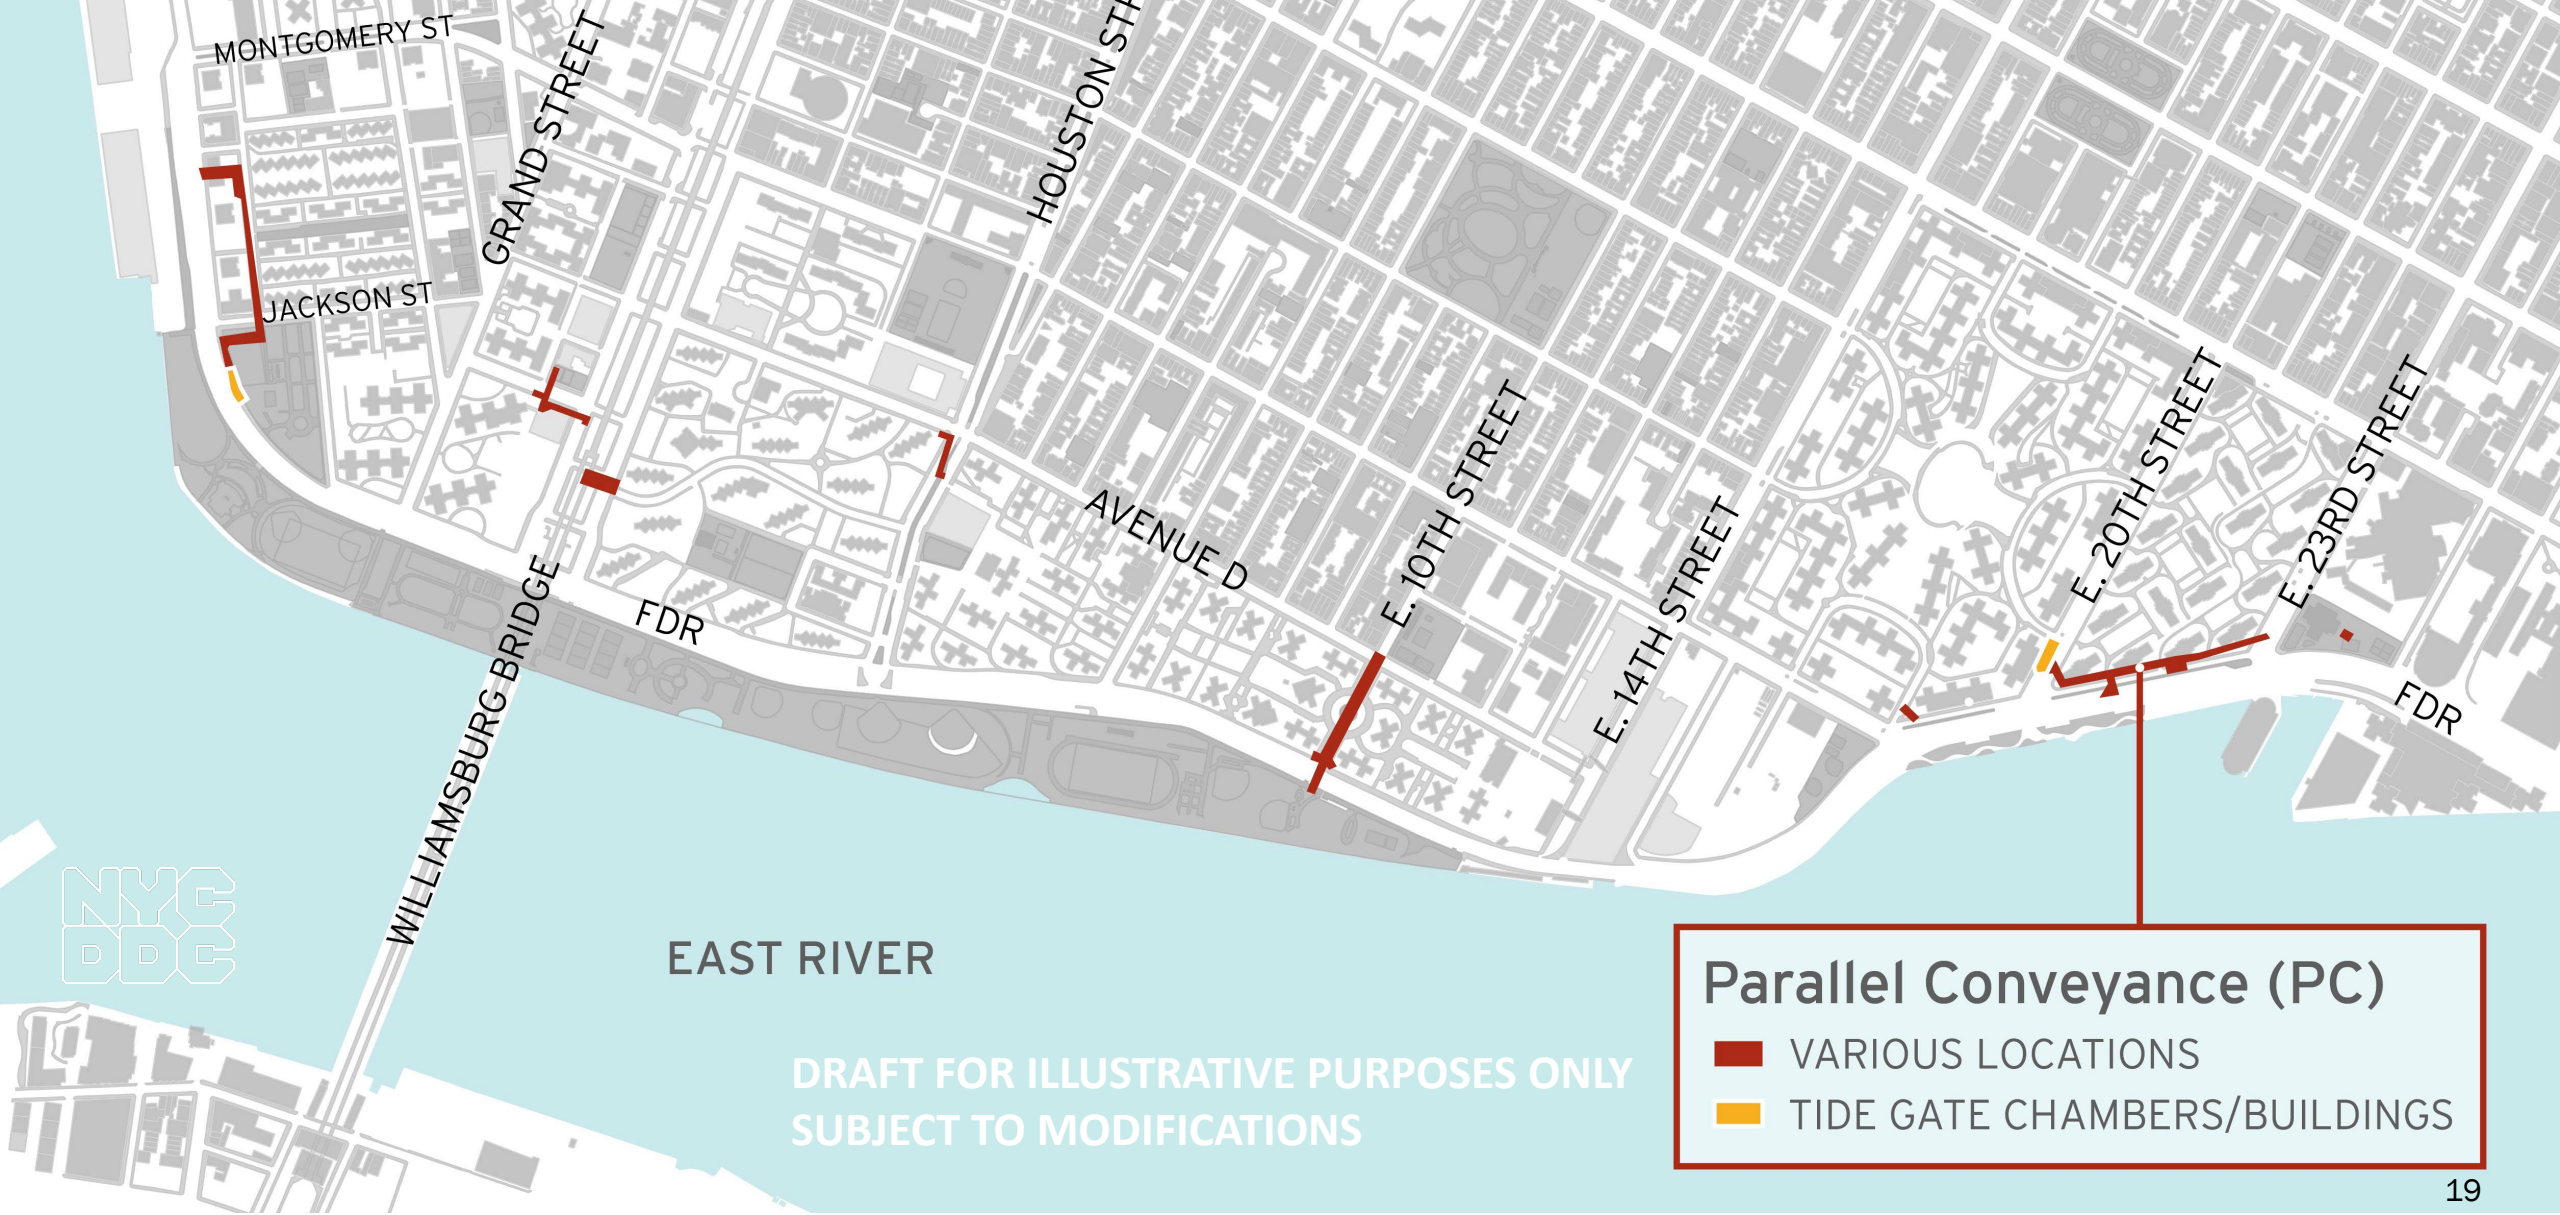 MONTGOMERY ST
GRAND STREET
HOUSTON STR
JACKSON ST
AVENUE D
E. 10TH STREET
E. 14TH STREET
E. 20TH STREET
E. 23RD STREET
FDR
FDR
WILLIAMSBURG BRIDGE
NYC
DDC
EAST RIVER
DRAFT FOR ILLUSTRATIVE PURPOSES ONLY
SUBJECT TO MODIFICATIONS
Parallel Conveyance (PC)
VARIOUS LOCATIONS
TIDE GATE CHAMBERS/BUILDINGS
19